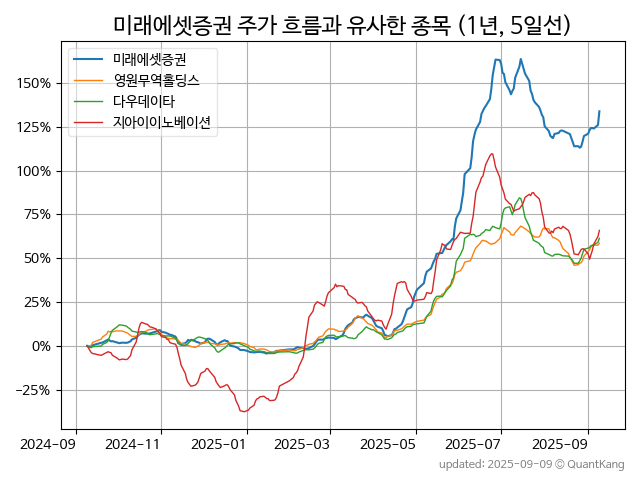 미래에셋증권 주가 흐름과 유사한 종목 (1년, 5일선)
미래에셋증권
영원무역홀딩스
다우데이타
지아이이노베이션
150%
125%
100%
75%
50%
25%
0%
−25%
2024-09 2024-11 2025-01 2025-03 2025-05 2025-07 2025-09
updated: 2025-09-09 © QuantKang